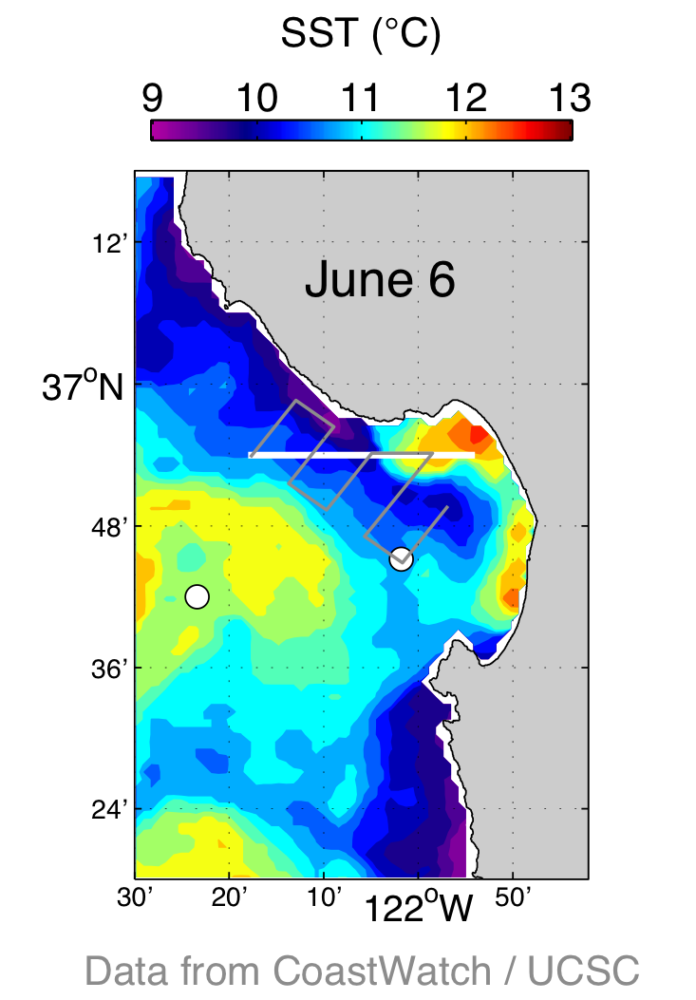 SST (°C)
9 10 11 12 13
12’
June 6
37°N
48’
36’
24’
30’ 20’ 10’ 122°W 50’
Data from CoastWatch / UCSC